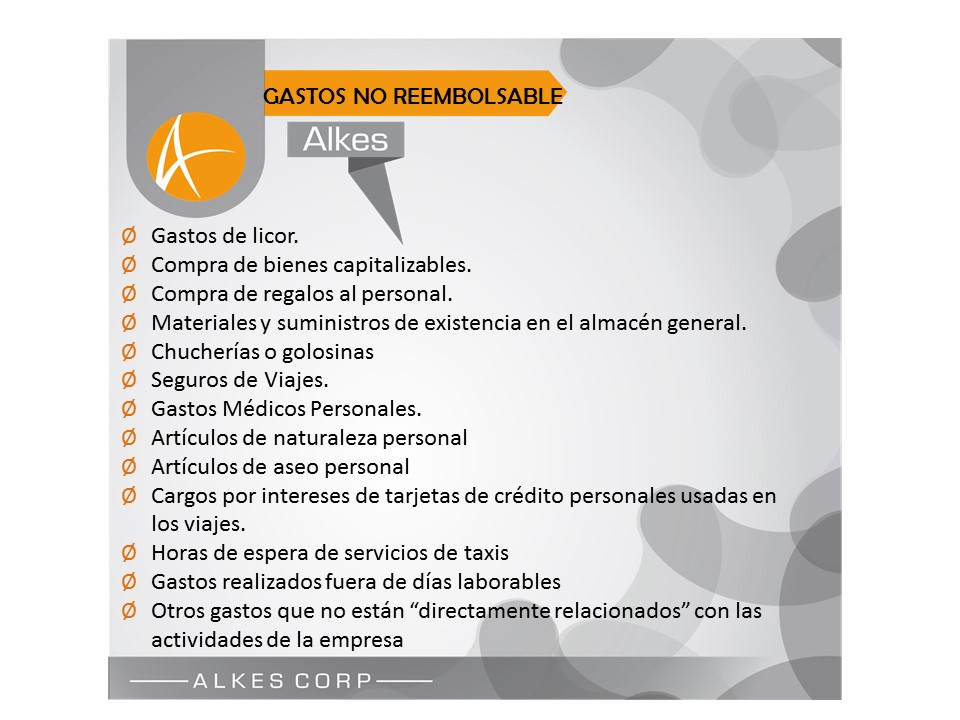 GASTOS NO REEMBOLSABLE
Alkes
Ø Gastos de licor.
Ø Compra de bienes capitalizables.
Ø Compra de regalos al personal.
Ø Materiales y suministros de existencia en el almacén general.
Ø Chucherías o golosinas
Ø Seguros de Viajes.
Ø Gastos Médicos Personales.
Ø Artículos de naturaleza personal
Ø Artículos de aseo personal
Ø Cargos por intereses de tarjetas de crédito personales usadas en
los viajes.
Ø Horas de espera de servicios de taxis
Ø Gastos realizados fuera de días laborables
Ø Otros gastos que no están “directamente relacionados” con las
actividades de la empresa
ALKES CORP